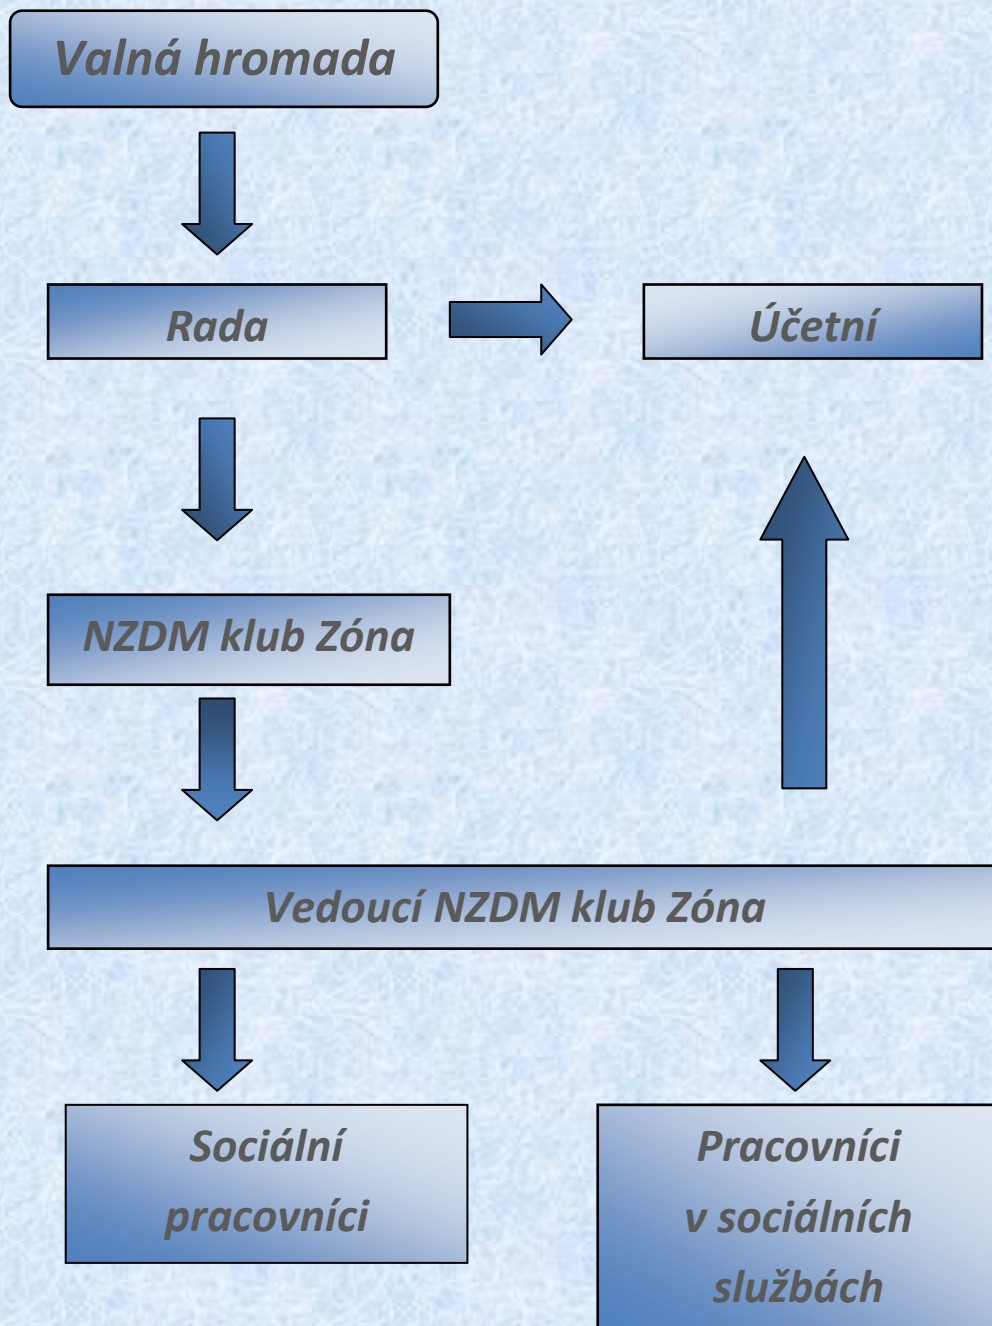 Valná hromada
Rada
Účetní
NZDM klub Zóna
Vedoucí NZDM klub Zóna
Sociální
pracovníci
Pracovníci
v sociálních
službách